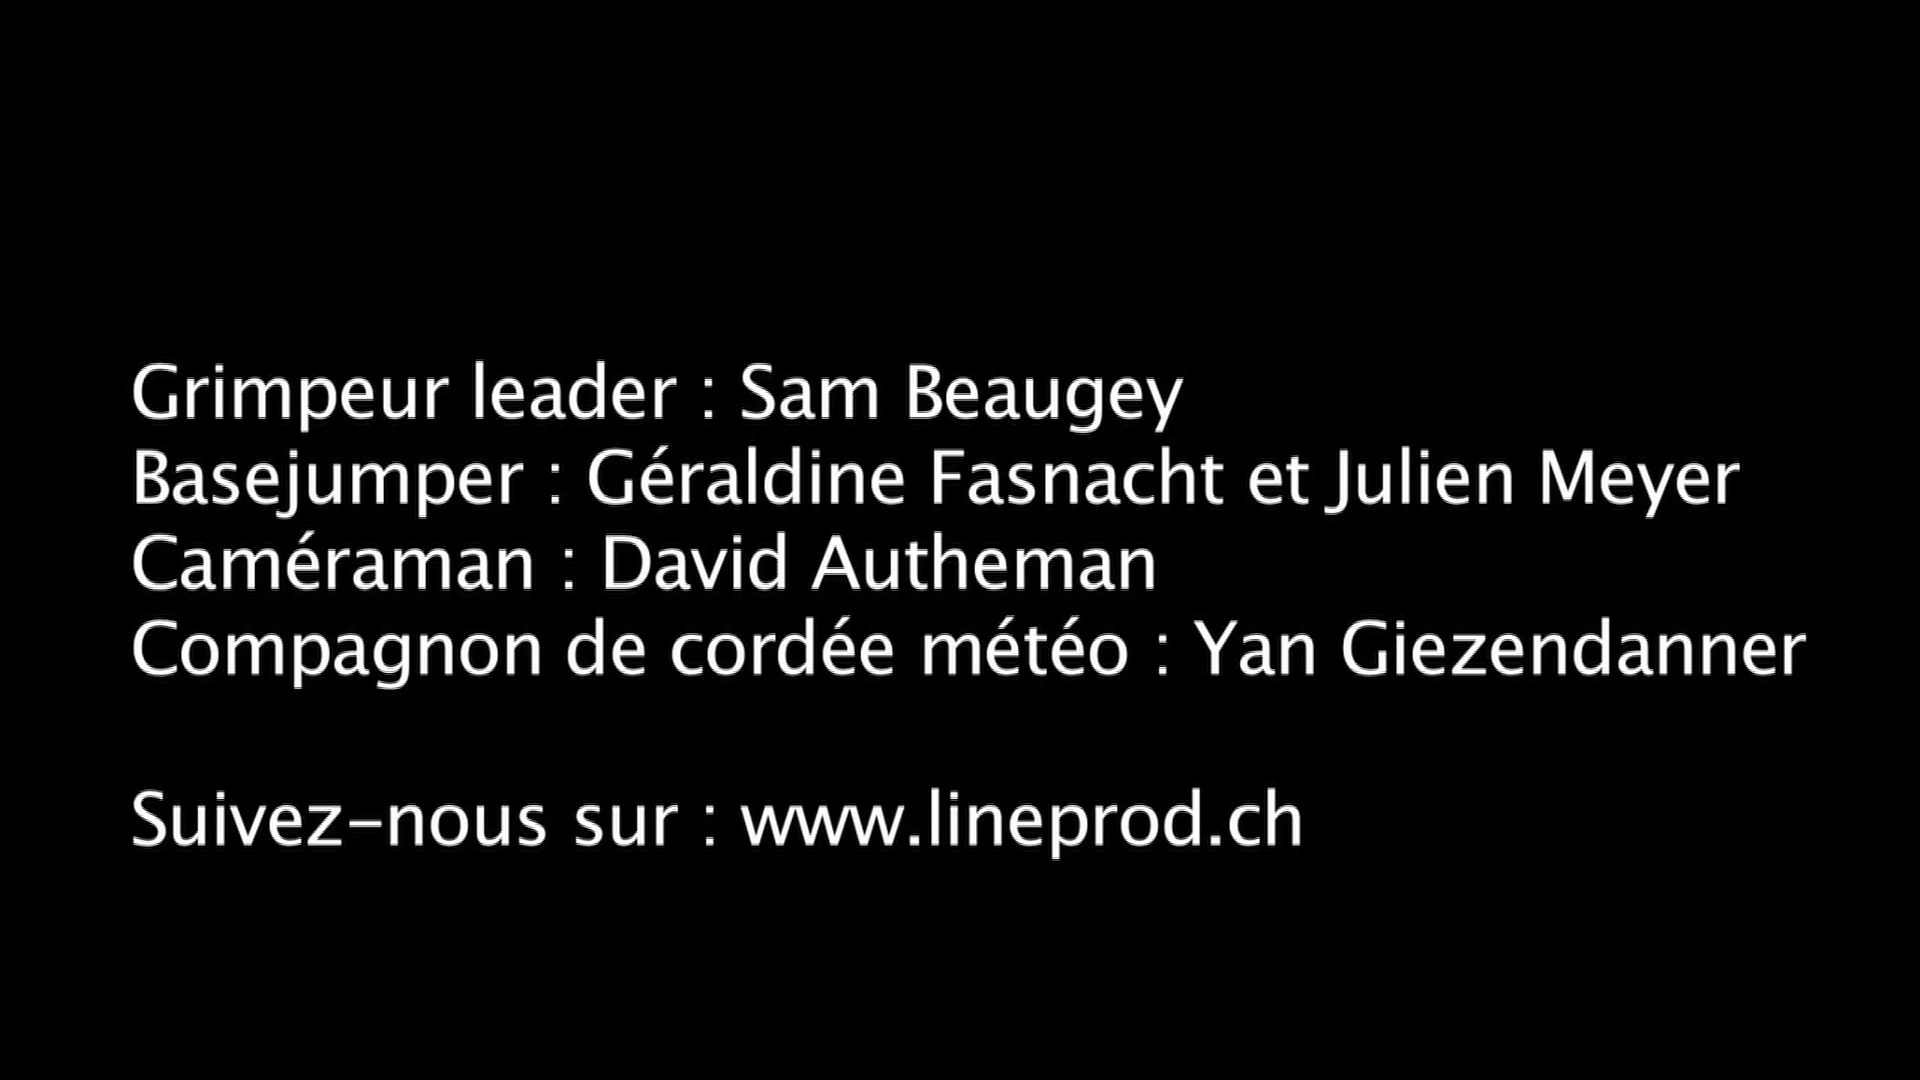 Grimpeur leader : Sam Beaugey
Basejumper : Géraldine Fasnacht et Julien Meyer
Caméraman : David Autheman
Compagnon de cordée météo : Yan Giezendanner
Suivez-nous sur : www.lineprod.ch